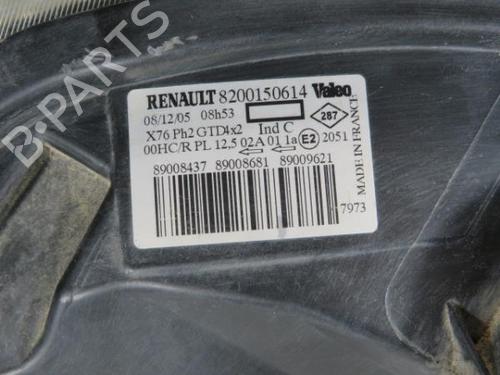 B-PARTS
RENAULT 8200150614 Valeo
08/12/05 08h53 287
X76 Ph2 GTD4x2 Ind C
00HC/R PL 12,5 02A 01 1a E2 2051
89008437 89008681 89009621
MADE IN FRANCE
7973